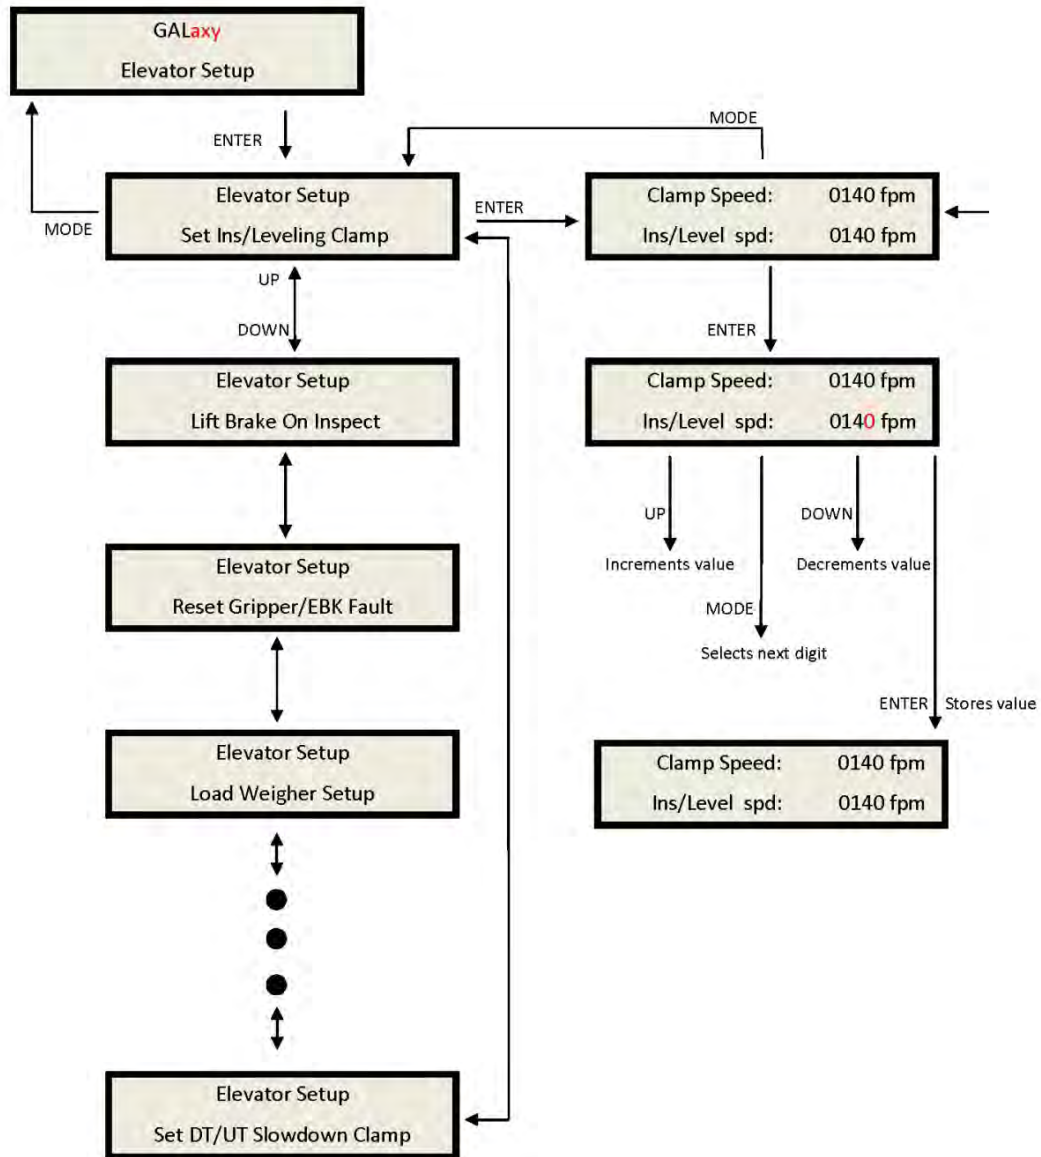 GALaxy
Elevator Setup
ENTER
MODE
Elevator Setup
Set Ins/Leveling Clamp
MODE
ENTER
Clamp Speed: 0140 fpm
Ins/Level spd: 0140 fpm
UP
DOWN
ENTER
Elevator Setup
Lift Brake On Inspect
Clamp Speed: 0140 fpm
Ins/Level spd: 0140 fpm
UP
DOWN
Increments value
Decrements value
MODE
Selects next digit
Elevator Setup
Reset Gripper/EBK Fault
ENTER Stores value
Elevator Setup
Load Weigher Setup
Clamp Speed: 0140 fpm
Ins/Level spd: 0140 fpm
Elevator Setup
Set DT/UT Slowdown Clamp